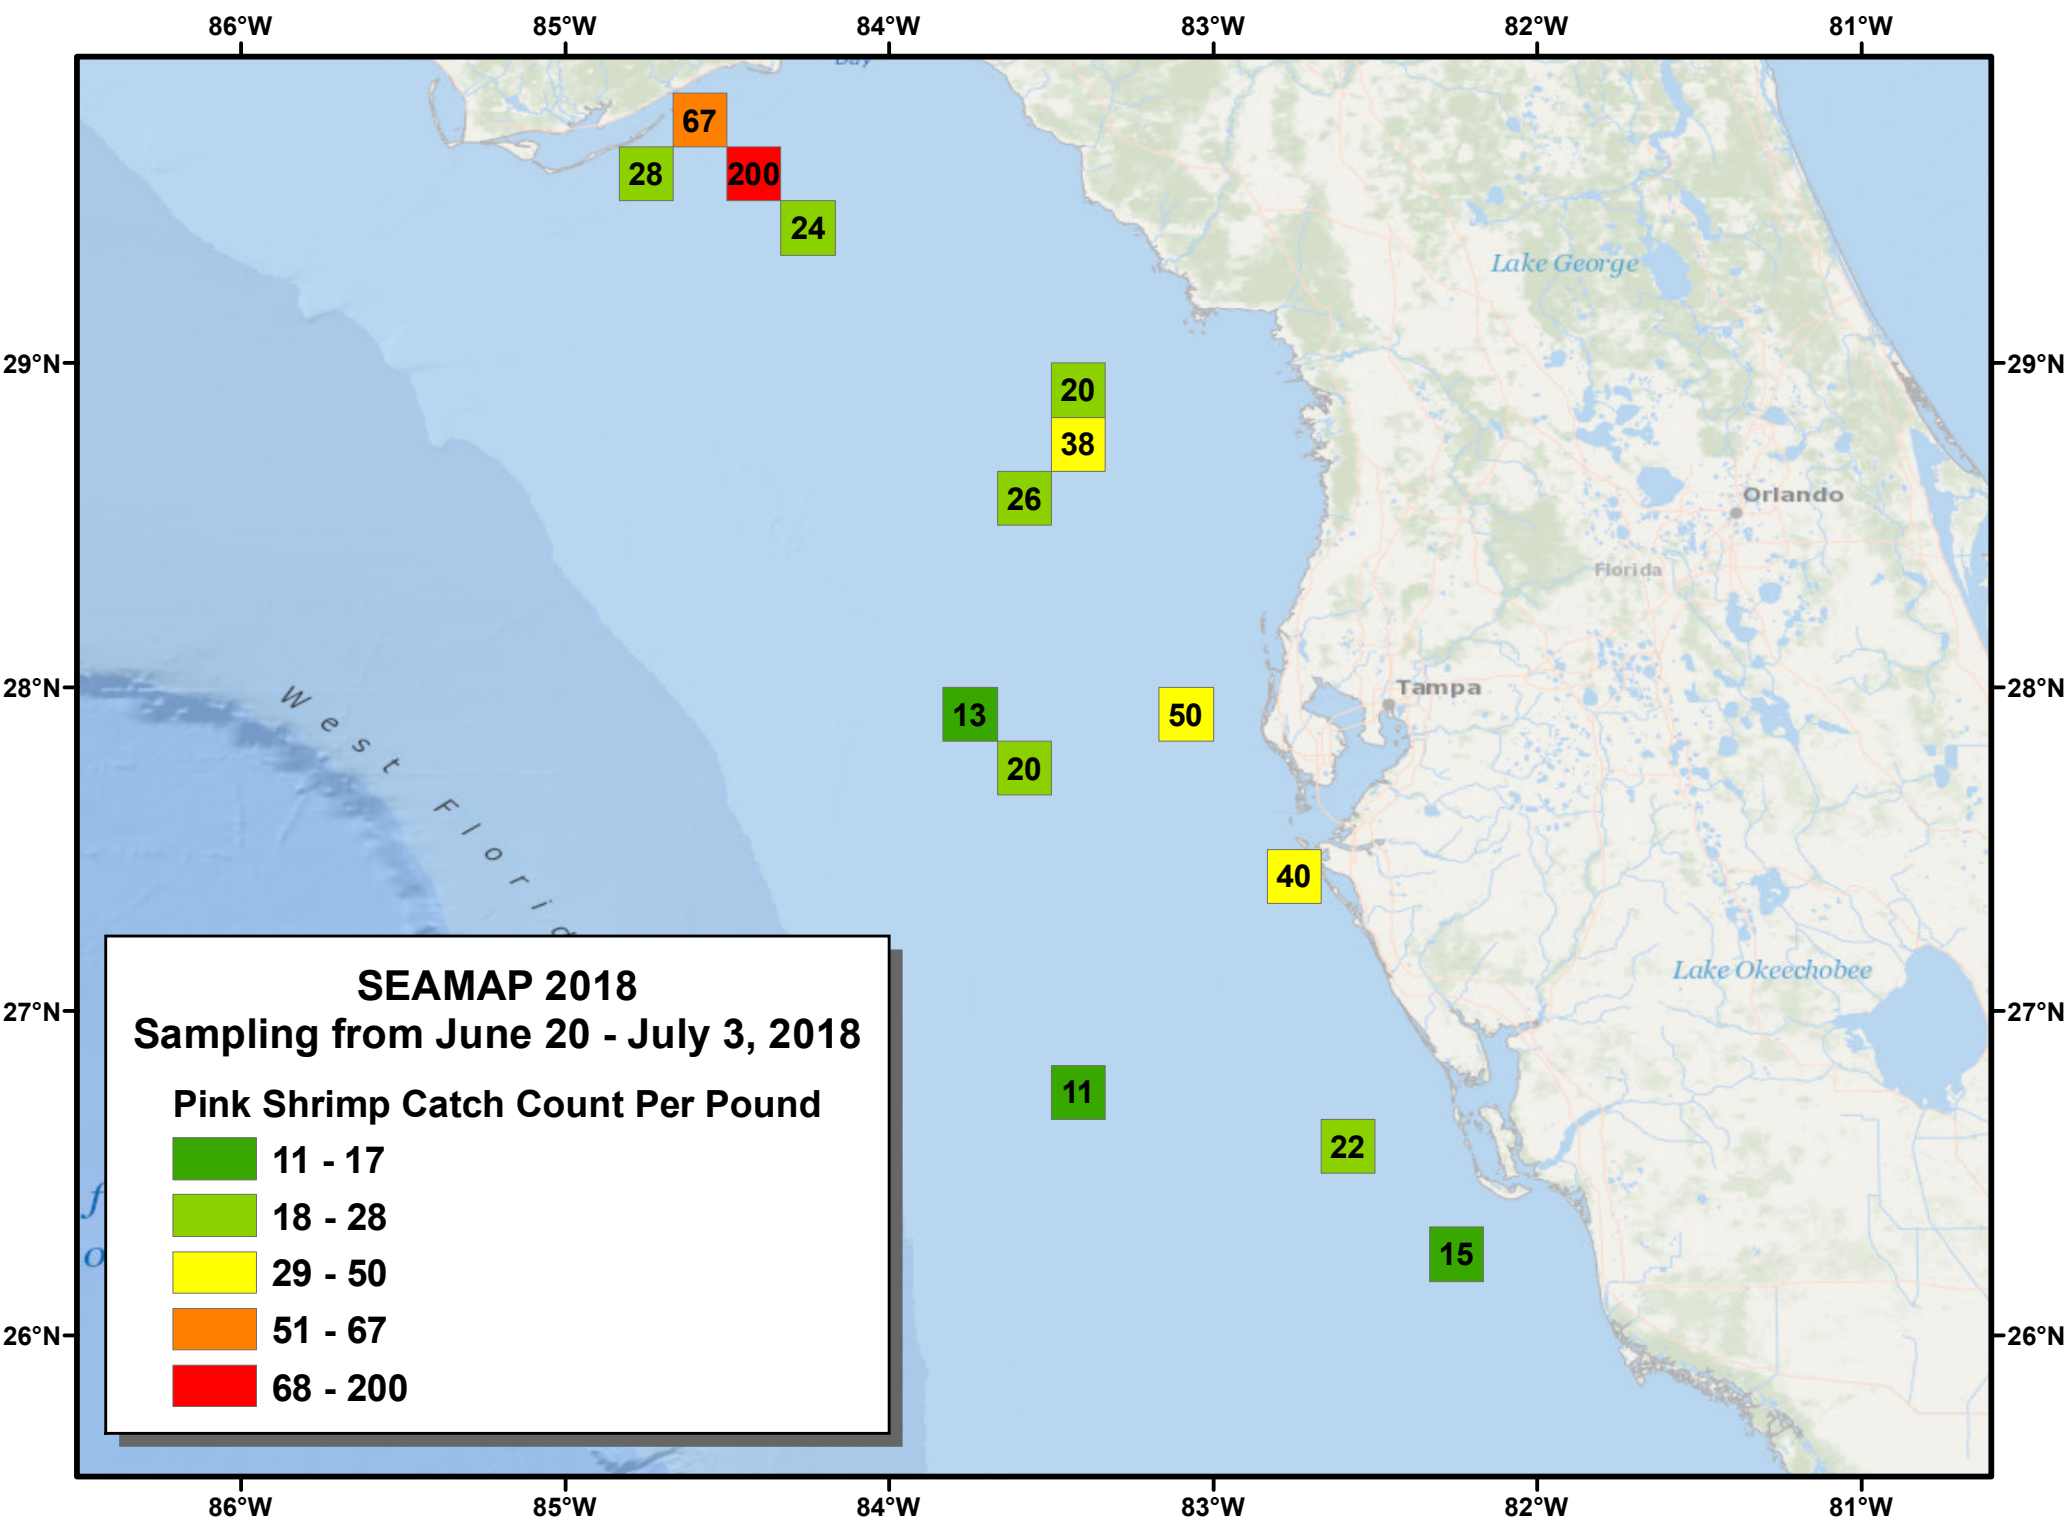 86°W 85°W 84°W 83°W 82°W 81°W
Bay
67
28 200
24
Lake George
29°N 29°N
20
38
26
Orlando
Florida
28°N 28°N
West Florid
Tampa
13 50
20
40
Lake Okeechobee
27°N 27°N
SEAMAP 2018
Sampling from June 20 - July 3, 2018
Pink Shrimp Catch Count Per Pound
11 - 17
18 - 28
29 - 50
51 - 67
68 - 200
11
22
f
o
15
26°N 26°N
86°W 85°W 84°W 83°W 82°W 81°W